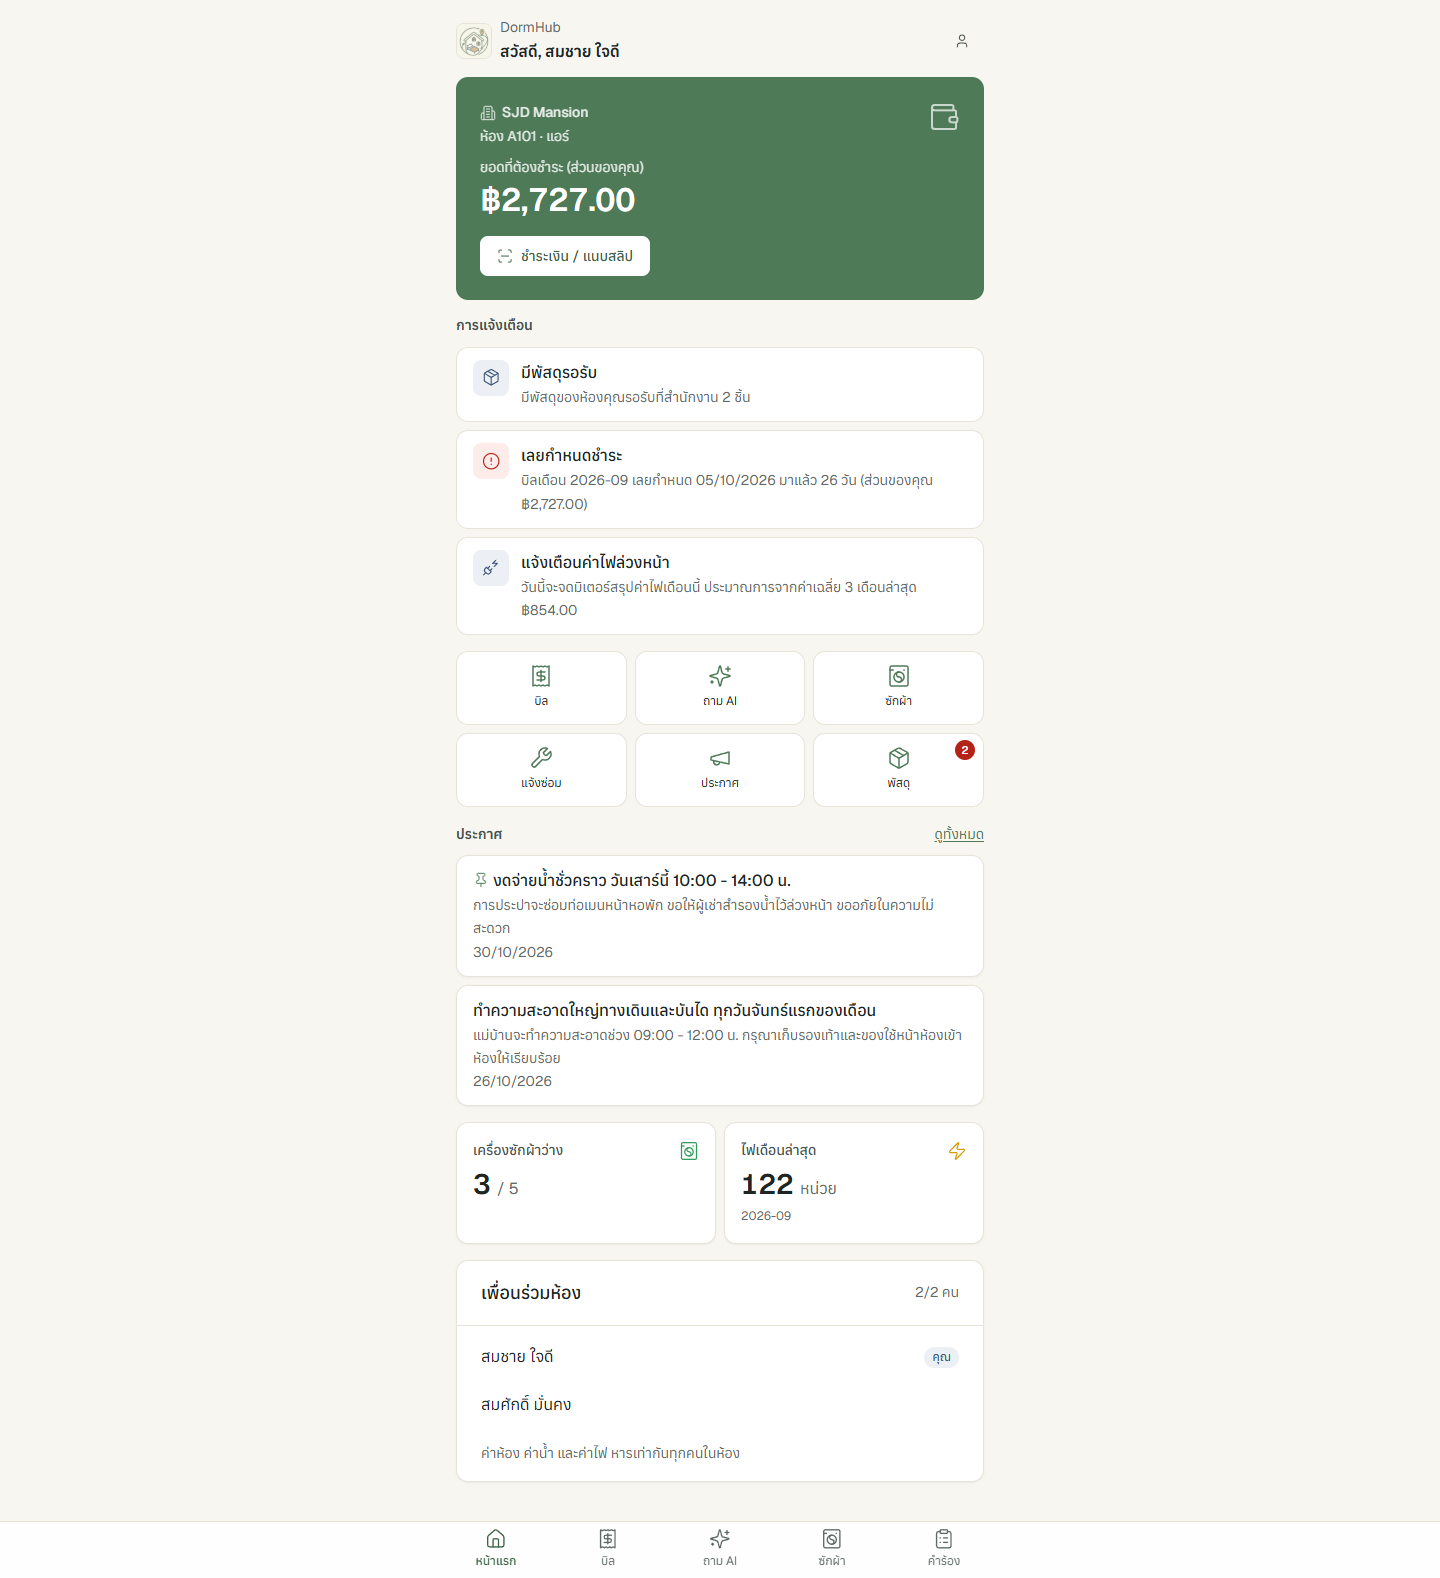 DormHub
สวัสดี, สมชาย ใจดี
SJD Mansion
ห้อง A101 · แอร์
ยอดที่ต้องชำระ (ส่วนของคุณ)
฿2,727.00
ชำระเงิน / แนบสลิป
การแจ้งเตือน
มีพัสดุรอรับ
มีพัสดุของห้องคุณรอรับที่สำนักงาน 2 ชิ้น
เลยกำหนดชำระ
บิลเดือน 2026-09 เลยกำหนด 05/10/2026 มาแล้ว 26 วัน (ส่วนของคุณ
฿2,727.00)
แจ้งเตือนค่าไฟล่วงหน้า
วันนี้จะจดมิเตอร์สรุปค่าไฟเดือนนี้ ประมาณการจากค่าเฉลี่ย 3 เดือนล่าสุด
฿854.00
บิล
ถาม AI
ซักผ้า
แจ้งซ่อม
ประกาศ
พัสดุ
2
ประกาศ
ดูทั้งหมด
งดจ่ายน้ำชั่วคราว วันเสาร์นี้ 10:00 - 14:00 น.
การประปาจะซ่อมท่อเมนหน้าหอพัก ขอให้ผู้เช่าสำรองน้ำไว้ล่วงหน้า ขออภัยในความไม่
สะดวก
30/10/2026
ทำความสะอาดใหญ่ทางเดินและบันได ทุกวันจันทร์แรกของเดือน
แม่บ้านจะทำความสะอาดช่วง 09:00 - 12:00 น. กรุณาเก็บรองเท้าและของใช้หน้าห้องเข้า
ห้องให้เรียบร้อย
26/10/2026
เครื่องซักผ้าว่าง
3 / 5
ไฟเดือนล่าสุด
122 หน่วย
2026-09
เพื่อนร่วมห้อง
2/2 คน
สมชาย ใจดี
คุณ
สมศักดิ์ มั่นคง
ค่าห้อง ค่าน้ำ และค่าไฟ หารเท่ากันทุกคนในห้อง
หน้าแรก
บิล
ถาม AI
ซักผ้า
คำร้อง